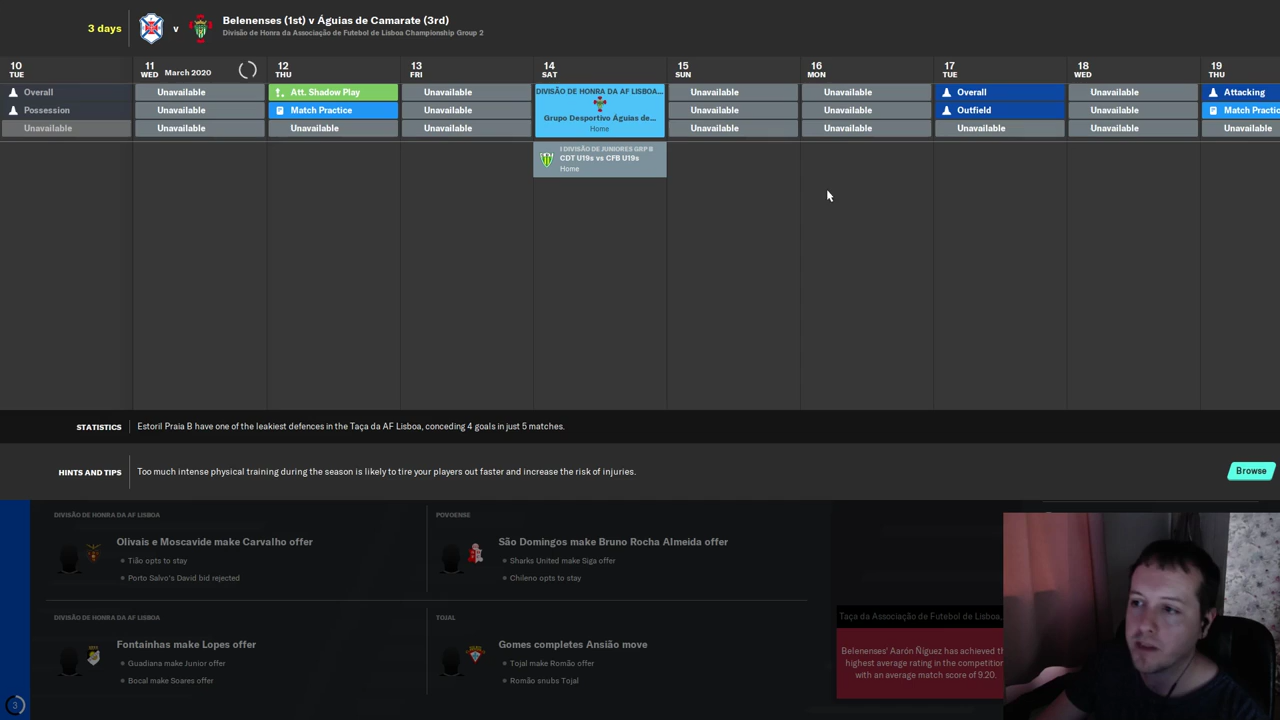 3 days
v
Belenenses (1st) v Águias de Camarate (3rd)
Divisão de Honra da Associação de Futebol de Lisboa Championship Group 2
10 TUE
11 WED March 2020
12 THU
13 FRI
14 SAT
15 SUN
16 MON
17 TUE
18 WED
19 THU
Overall
Unavailable
Att. Shadow Play
Unavailable
DIVISÃO DE HONRA DA AF LISBOA...
Unavailable
Unavailable
Overall
Unavailable
Attacking
Possession
Unavailable
Match Practice
Unavailable
Grupo Desportivo Águias de...
Unavailable
Unavailable
Outfield
Unavailable
Match Practic
Unavailable
Unavailable
Unavailable
Unavailable
Home
Unavailable
Unavailable
Unavailable
Unavailable
Unavailable
I DIVISÃO DE JUNIORES GRP B
CDT U19s vs CFB U19s
Home
STATISTICS
Estoril Praia B have one of the leakiest defences in the Taça da AF Lisboa, conceding 4 goals in just 5 matches.
HINTS AND TIPS
Too much intense physical training during the season is likely to tire your players out faster and increase the risk of injuries.
Browse
DIVISÃO DE HONRA DA AF LISBOA
Olivais e Moscavide make Carvalho offer
Tião opts to stay
Porto Salvo's David bid rejected
POVOENSE
São Domingos make Bruno Rocha Almeida offer
Sharks United make Siga offer
Chileno opts to stay
DIVISÃO DE HONRA DA AF LISBOA
Fontainhas make Lopes offer
Guadiana make Junior offer
Bocal make Soares offer
TOJAL
Gomes completes Ansião move
Tojal make Romão offer
Romão snubs Tojal
Taça da Associação de Futebol de Lisboa,
Belenenses' Aarón Ñíguez has achieved th
highest average rating in the competition
with an average match score of 9.20.
3